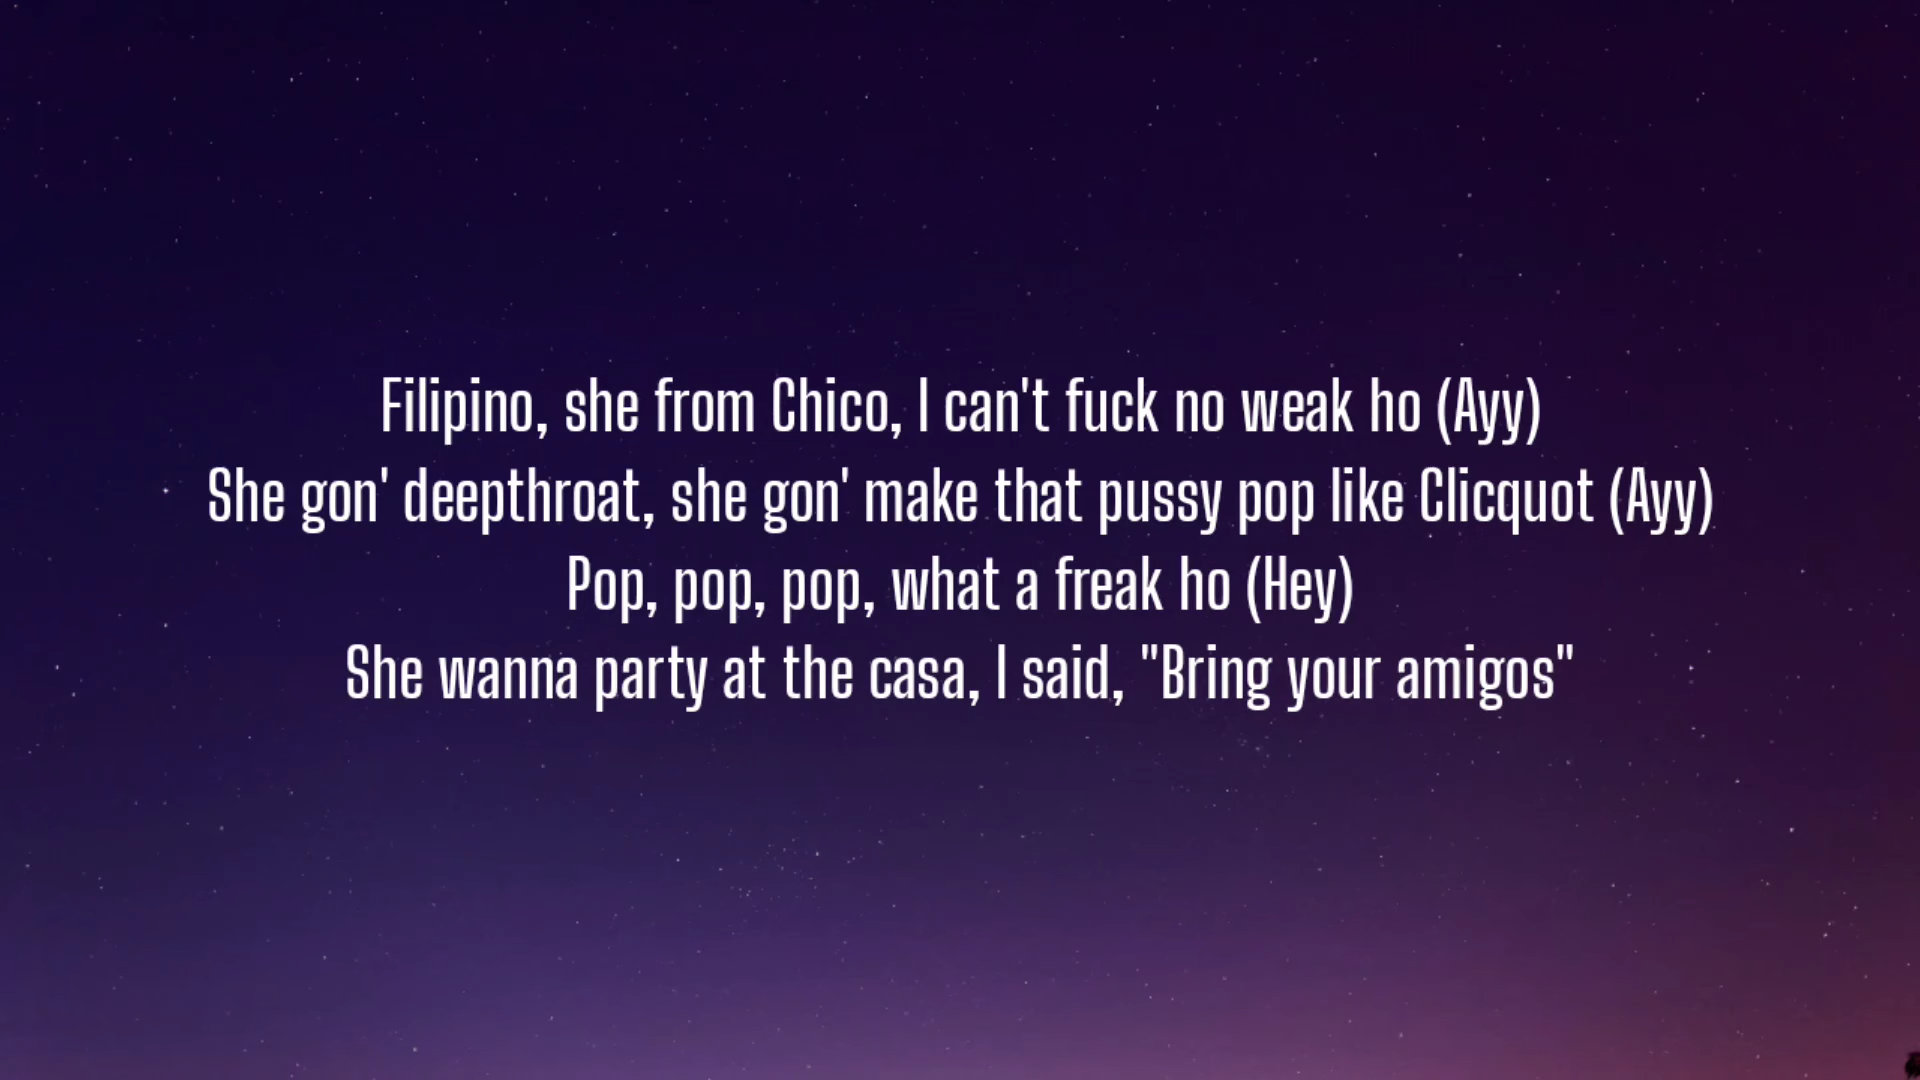 Filipino, she from Chico, I can't fuck no weak ho (Ayy)
She gon' deepthroat, she gon' make that pussy pop like Clicquot (Ayy)
Pop, pop, pop, what a freak ho (Hey)
She wanna party at the casa, I said, "Bring your amigos"